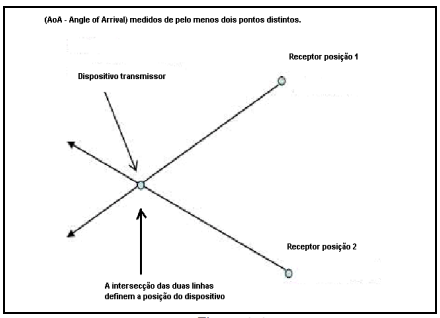 (AoA - Angle of Arrival) medidos de pelo menos dois pontos distintos.
Receptor posição 1
Dispositivo transmissor
Receptor posição 2
A intersecção das duas linhas
definem a posição do dispositivo